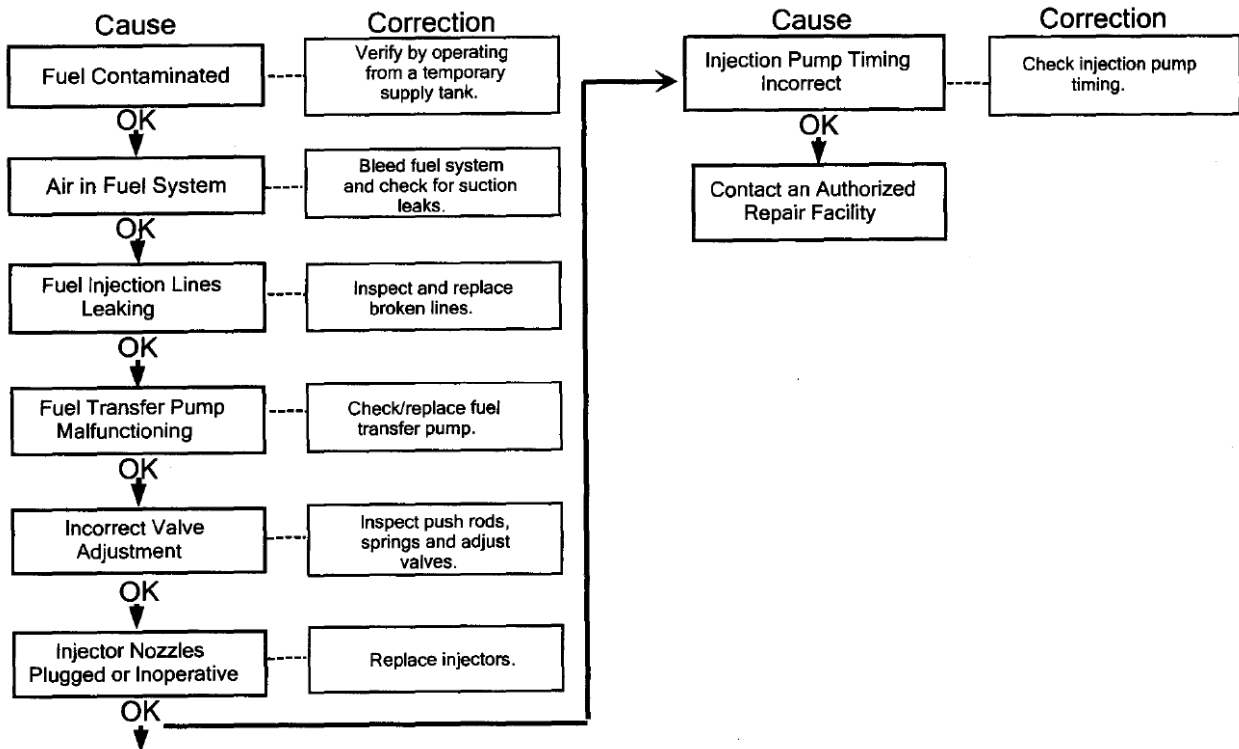 Cause
Correction
Fuel Contaminated
Verify by operating
from a temporary
supply tank.
OK
Air in Fuel System
Bleed fuel system
and check for suction
leaks.
OK
Fuel Injection Lines
Leaking
Inspect and replace
broken lines.
OK
Fuel Transfer Pump
Malfunctioning
Check/replace fuel
transfer pump.
OK
Incorrect Valve
Adjustment
Inspect push rods,
springs and adjust
valves.
OK
Injector Nozzles
Plugged or Inoperative
Replace injectors.
OK
Cause
Correction
Injection Pump Timing
Incorrect
Check injection pump
timing.
OK
Contact an Authorized
Repair Facility